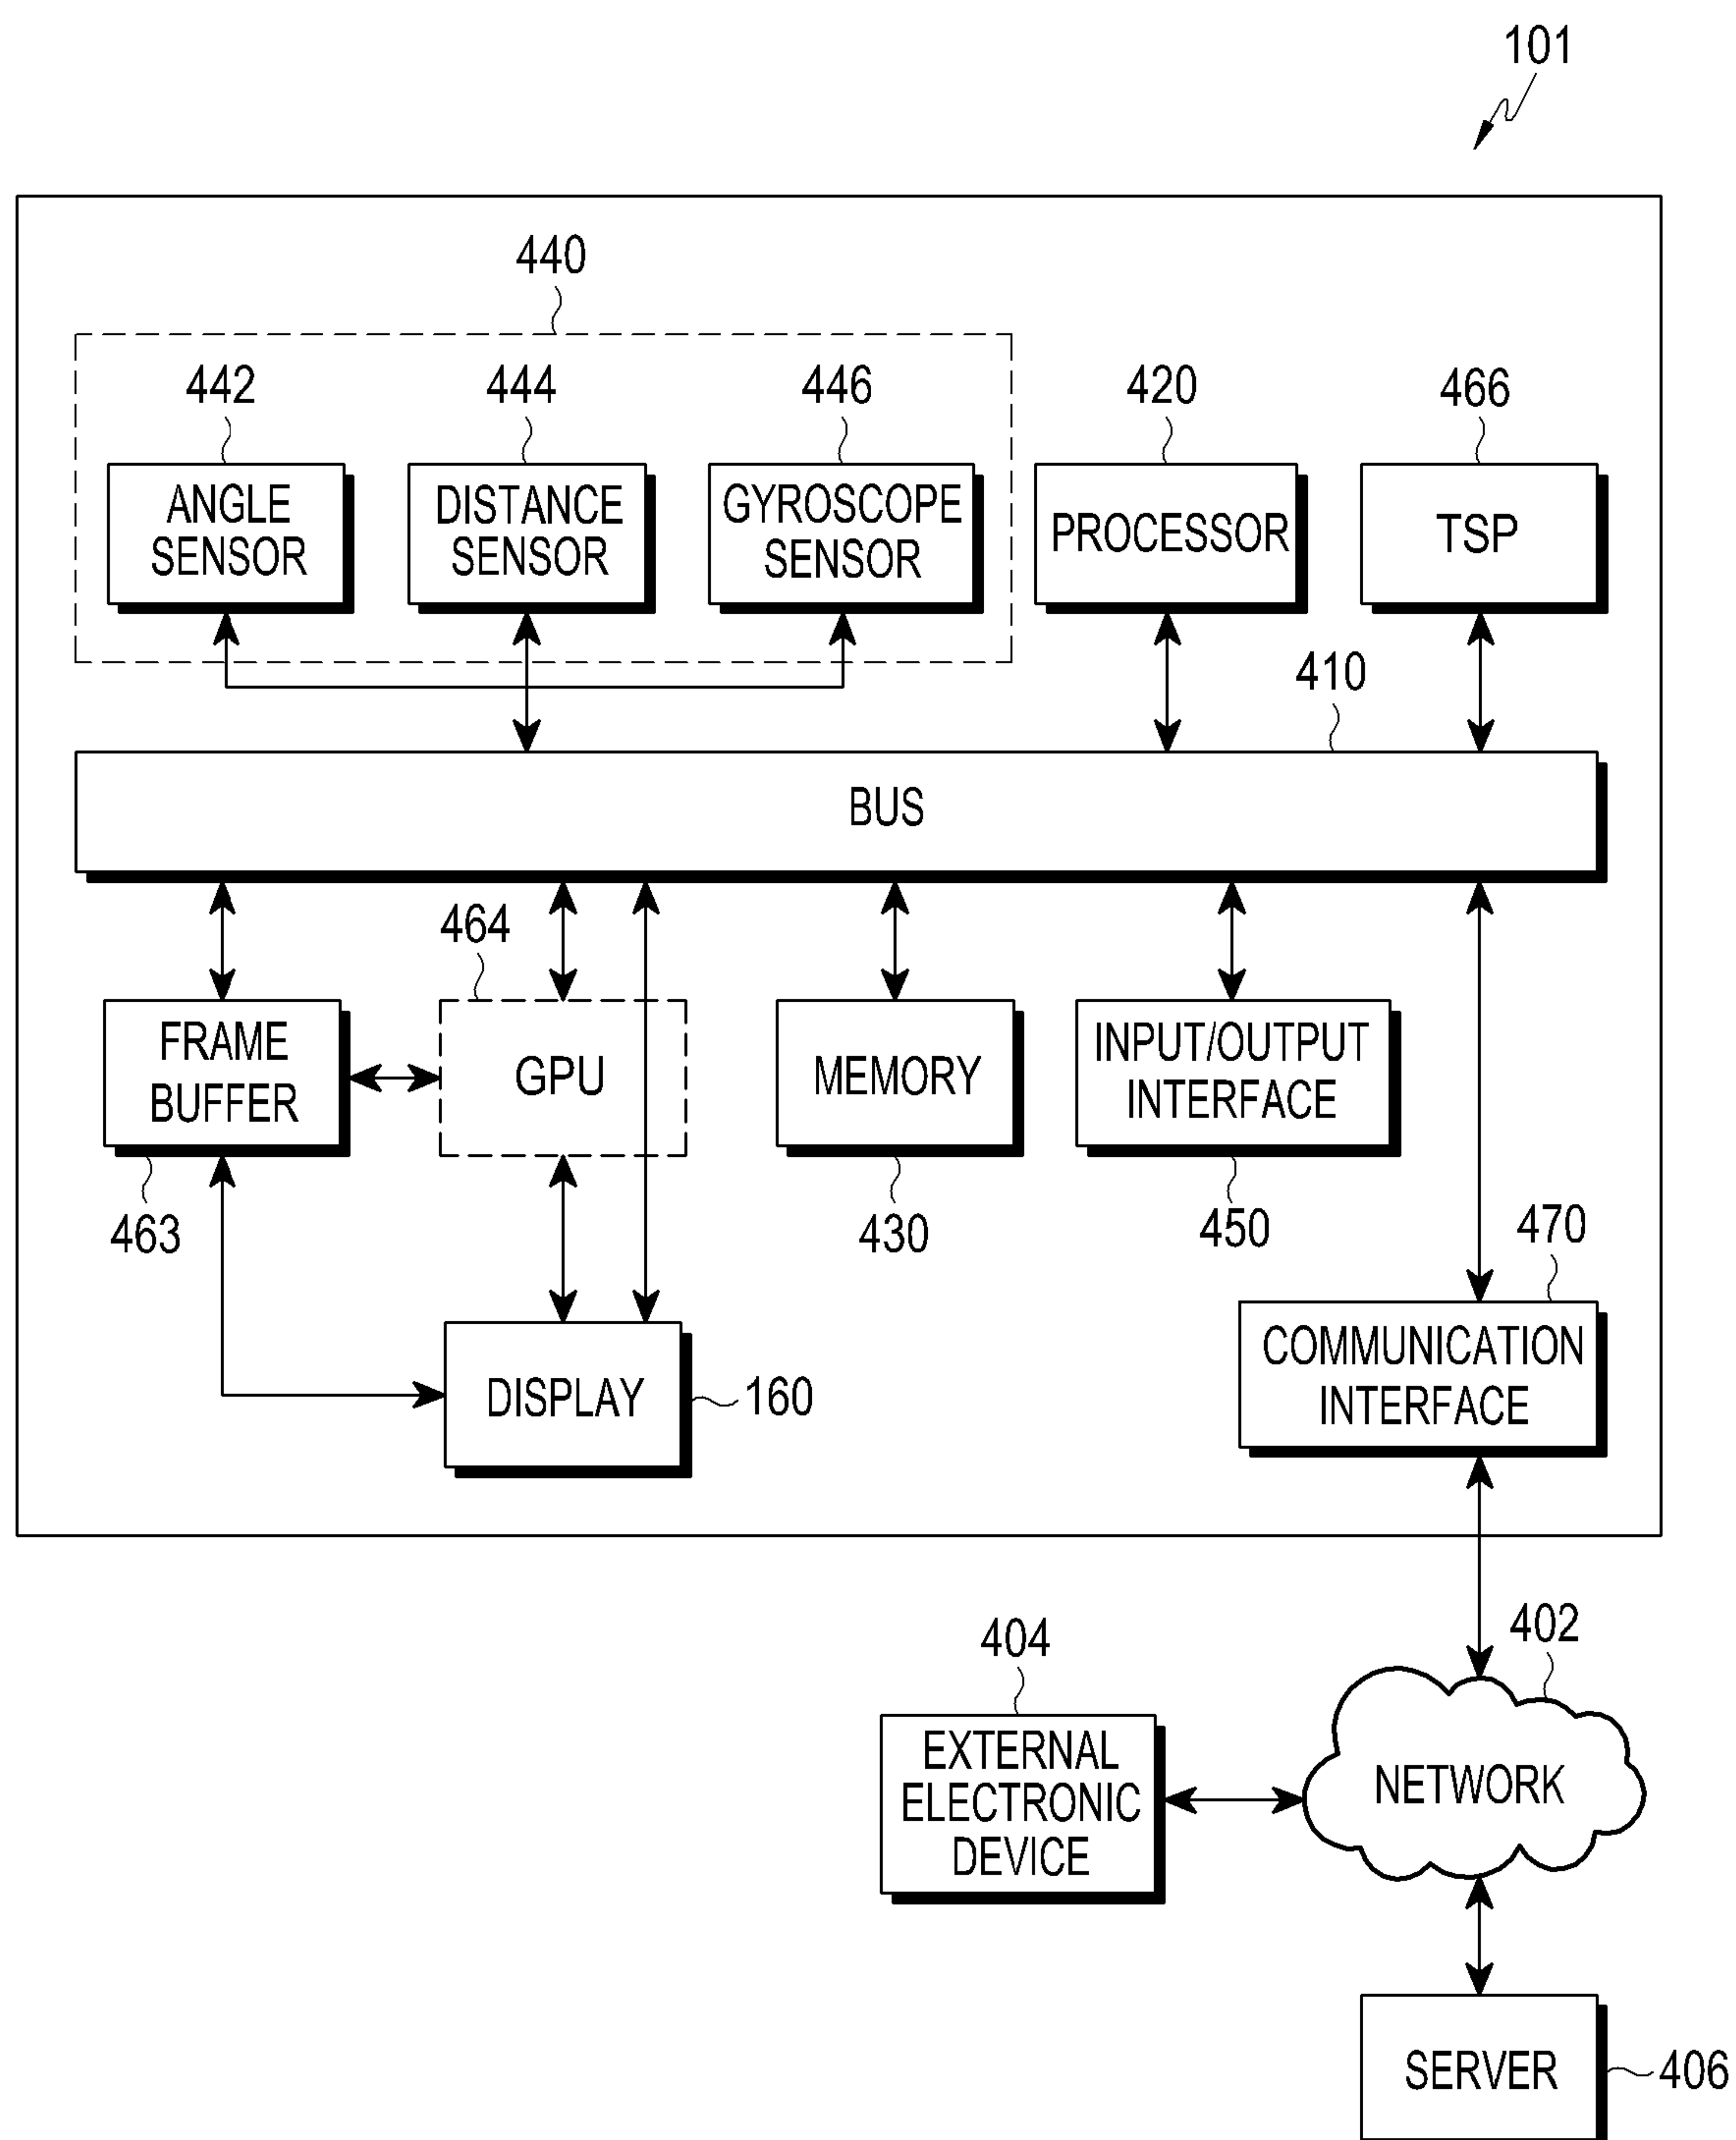 101
440
442
444
446
420
466
ANGLE
SENSOR
DISTANCE
SENSOR
GYROSCOPE
SENSOR
PROCESSOR
TSP
410
BUS
464
FRAME
BUFFER
GPU
MEMORY
INPUT/OUTPUT
INTERFACE
463
430
450
470
DISPLAY
160
COMMUNICATION
INTERFACE
404
402
EXTERNAL
ELECTRONIC
DEVICE
NETWORK
SERVER
406